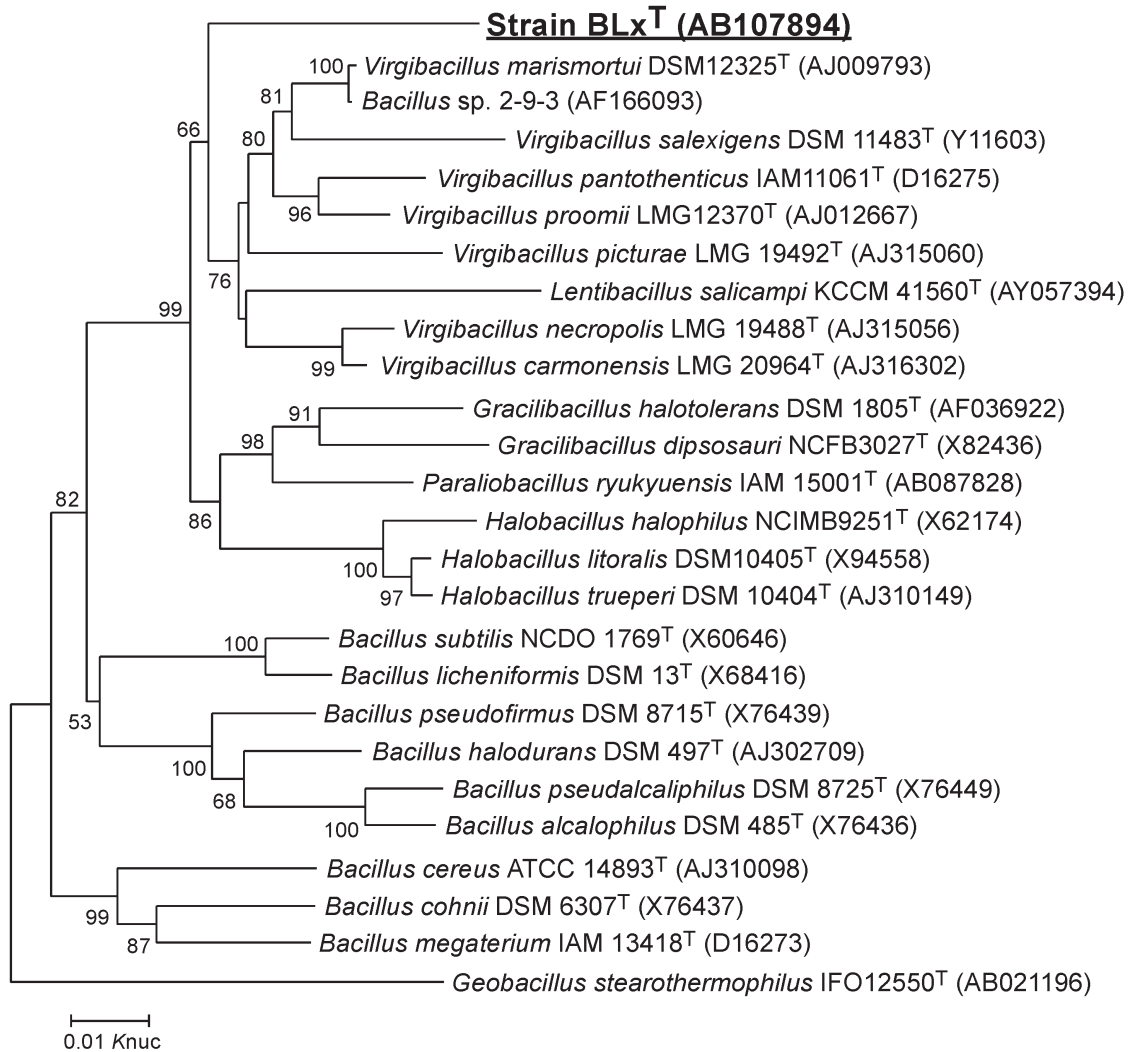 Strain BLxT (AB107894)
100 Virgibacillus marismortui DSM12325T (AJ009793)
Bacillus sp. 2-9-3 (AF166093)
81
66
80
Virgibacillus salexigens DSM 11483T (Y11603)
Virgibacillus pantothenticus IAM11061T (D16275)
96
Virgibacillus proomii LMG12370T (AJ012667)
Virgibacillus picturae LMG 19492T (AJ315060)
76
Lentibacillus salicampi KCCM 41560T (AY057394)
99
Virgibacillus necropolis LMG 19488T (AJ315056)
99
Virgibacillus carmonensis LMG 20964T (AJ316302)
91
Gracilibacillus halotolerans DSM 1805T (AF036922)
98
Gracilibacillus dipsosauri NCFB3027T (X82436)
Paraliobacillus ryukyuensis IAM 15001T (AB087828)
82
86
Halobacillus halophilus NCIMB9251T (X62174)
Halobacillus litoralis DSM10405T (X94558)
100
97
Halobacillus trueperi DSM 10404T (AJ310149)
100
Bacillus subtilis NCDO 1769T (X60646)
Bacillus licheniformis DSM 13T (X68416)
53
Bacillus pseudofirmus DSM 8715T (X76439)
Bacillus halodurans DSM 497T (AJ302709)
100
68
Bacillus pseudalcaliphilus DSM 8725T (X76449)
100
Bacillus alcalophilus DSM 485T (X76436)
Bacillus cereus ATCC 14893T (AJ310098)
99
Bacillus cohnii DSM 6307T (X76437)
87
Bacillus megaterium IAM 13418T (D16273)
Geobacillus stearothermophilus IFO12550T (AB021196)
0.01 Knuc